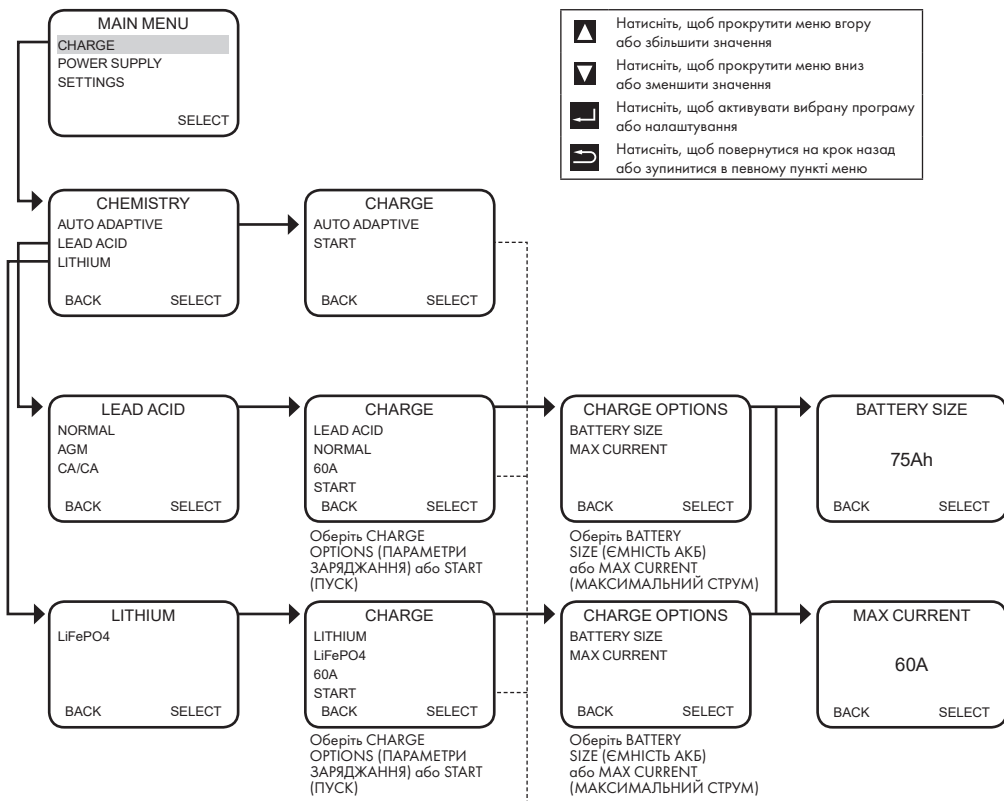 MAIN MENU
CHARGE
POWER SUPPLY
SETTINGS
SELECT
Натисніть, щоб прокрутити меню вгору
або збільшити значення
Натисніть, щоб прокрутити меню вниз
або зменшити значення
Натисніть, щоб активувати вибрану програму
або налаштування
Натисніть, щоб повернутися на крок назад
або зупинитися в певному пункті меню
CHEMISTRY
AUTO ADAPTIVE
LEAD ACID
LITHIUM
BACK SELECT
CHARGE
AUTO ADAPTIVE
START
BACK SELECT
LEAD ACID
NORMAL
AGM
CA/CA
BACK SELECT
CHARGE
LEAD ACID
NORMAL
60A
START
BACK SELECT
Оберіть CHARGE
OPTIONS (ПАРАМЕТРИ
ЗАРЯДЖАННЯ) або START
(ПУСК)
CHARGE OPTIONS
BATTERY SIZE
MAX CURRENT
BACK SELECT
Оберіть BATTERY
SIZE (ЄМНІСТЬ АКБ)
або MAX CURRENT
(МАКСИМАЛЬНИЙ СТРУМ)
BATTERY SIZE
75Ah
BACK SELECT
LITHIUM
LiFePO4
BACK SELECT
CHARGE
LITHIUM
LiFePO4
60A
START
BACK SELECT
Оберіть CHARGE
OPTIONS (ПАРАМЕТРИ
ЗАРЯДЖАННЯ) або START
(ПУСК)
CHARGE OPTIONS
BATTERY SIZE
MAX CURRENT
BACK SELECT
Оберіть BATTERY
SIZE (ЄМНІСТЬ АКБ)
або MAX CURRENT
(МАКСИМАЛЬНИЙ СТРУМ)
MAX CURRENT
60A
BACK SELECT